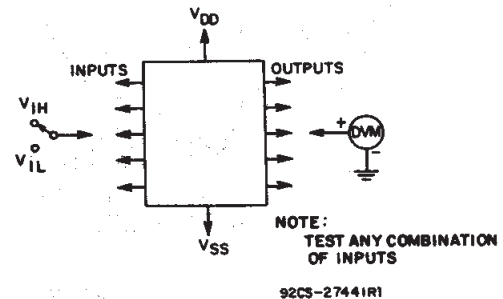 VDD
INPUTS
OUTPUTS
VIH
VIL
+
DVM
-
VSS
NOTE:
TEST ANY COMBINATION
OF INPUTS
92CS-27441R1